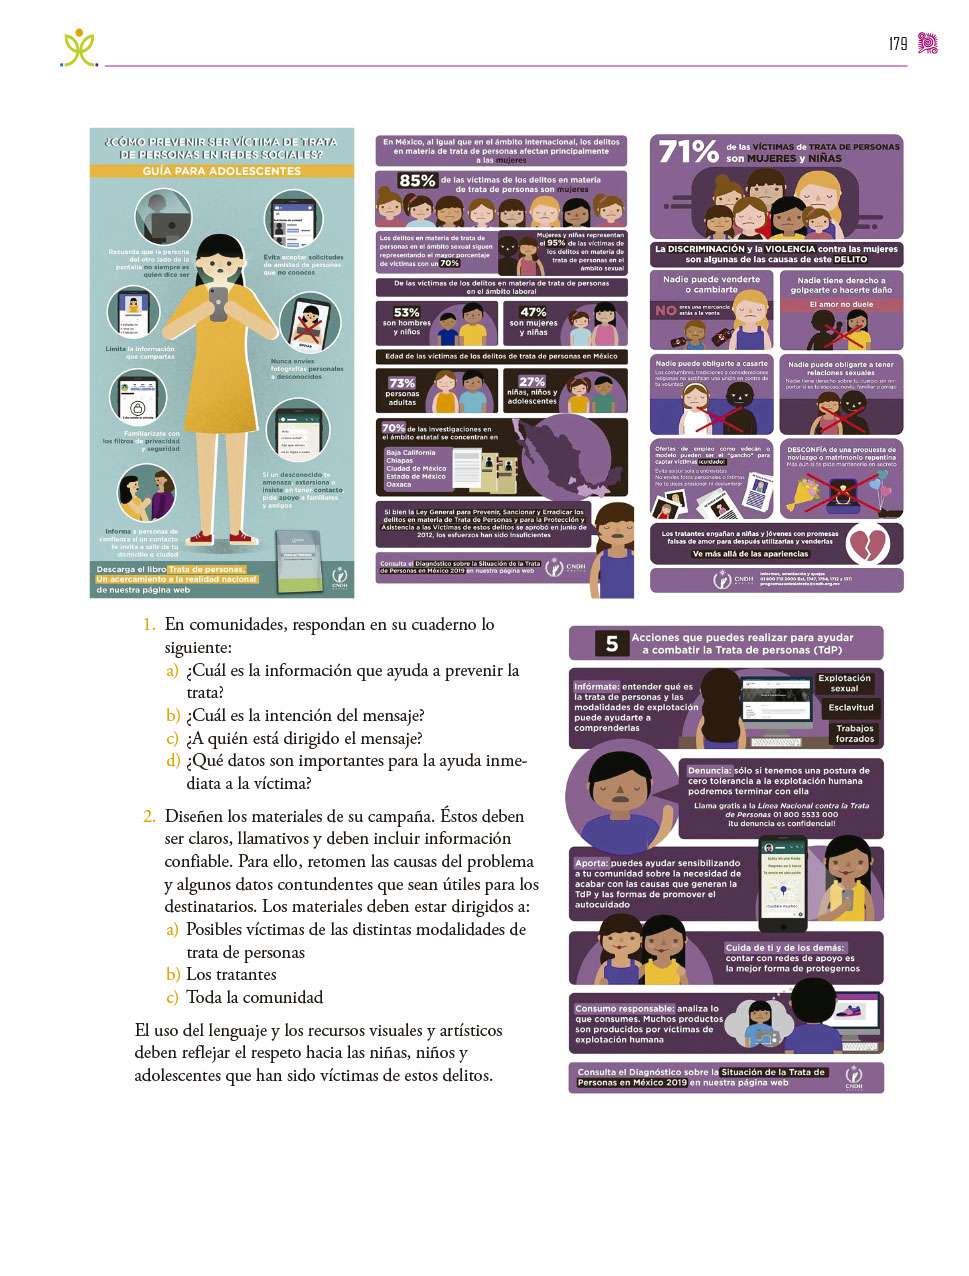 179
¿CÓMO PREVENIR SER VÍCTIMA DE TRATA
DE PERSONAS EN REDES SOCIALES?
GUÍA PARA ADOLESCENTES
Recuerda que la persona
del otro lado de la
pantalla no siempre es
quien dice ser
Evita aceptar solicitudes
de amistad de personas
que no conoces
Limita la información
que compartes
Nunca envíes
fotografías personales
a desconocidos
Familiarízate con
los filtros de privacidad
y seguridad
Si un desconocido te
amenaza, extorsiona o
insiste en tener contacto
pide apoyo a familiares
y amigos
Informa a personas de
confianza si un contacto
te invita a salir de tu
domicilio o ciudad
Descarga el libro Trata de personas.
Un acercamiento a la realidad nacional
de nuestra página web
CNDH
MÉXICO
En México, al igual que en el ámbito internacional, los delitos
en materia de trata de personas afectan principalmente
a las mujeres
85% de las víctimas de los delitos en materia
de trata de personas son mujeres
Los delitos en materia de trata de
personas en el ámbito sexual siguen
representando el mayor porcentaje
de víctimas con un 70%
Mujeres y niñas representan
el 95% de las víctimas de
los delitos en materia de
trata de personas en el
ámbito sexual
De las víctimas de los delitos en materia de trata de personas
en el ámbito laboral
53%
son hombres
y niños
47%
son mujeres
y niñas
Edad de las víctimas de los delitos de trata de personas en México
73%
personas
adultas
27%
niñas, niños y
adolescentes
70% de las investigaciones en
el ámbito estatal se concentran en
Baja California
Chiapas
Ciudad de México
Estado de México
Oaxaca
Si bien la Ley General para Prevenir, Sancionar y Erradicar los
delitos en materia de Trata de Personas y para la Protección y
Asistencia a las Víctimas de estos delitos se aprobó en junio de
2012, los esfuerzos han sido insuficientes
Consulta el Diagnóstico sobre la Situación de la Trata
de Personas en México 2019 en nuestra página web
CNDH
MÉXICO
71% de las VÍCTIMAS de TRATA DE PERSONAS
son MUJERES y NIÑAS
La DISCRIMINACIÓN y la VIOLENCIA contra las mujeres
son algunas de las causas de este DELITO
Nadie puede venderte
o cambiarte
NO eres una mercancía
estás a la venta
Nadie tiene derecho a
golpearte o hacerte daño
El amor no duele
Nadie puede obligarte a casarte
Las costumbres, tradiciones o consideraciones
religiosas no justifican una unión en contra de
tu voluntad
Nadie puede obligarte a tener
relaciones sexuales
Nadie tiene derecho sobre tu cuerpo sin im-
portar si es tu esposo, novio, familiar o amigo
Ofertas de empleo como edecán o
modelo pueden ser el "gancho" para
captar víctimas ¡cuidado!
Evita asistir sola a entrevistas
No envíes fotos personales o íntimas
No te dejes presionar ni deslumbrar
DESCONFÍA de una propuesta de
noviazgo o matrimonio repentina
Más aún si te pide mantenerlo en secreto
Los tratantes engañan a niñas y jóvenes con promesas
falsas de amor para después utilizarlas y venderlas
Ve más allá de las apariencias
CNDH
MÉXICO
Informes, orientación y quejas
01 800 715 2000 Ext. 1747, 1754, 1712 y 1371
programacontralatrata@cndh.org.mx
1. En comunidades, respondan en su cuaderno lo
siguiente:
a) ¿Cuál es la información que ayuda a prevenir la
trata?
b) ¿Cuál es la intención del mensaje?
c) ¿A quién está dirigido el mensaje?
d) ¿Qué datos son importantes para la ayuda inme-
diata a la víctima?
2. Diseñen los materiales de su campaña. Éstos deben
ser claros, llamativos y deben incluir información
confiable. Para ello, retomen las causas del problema
y algunos datos contundentes que sean útiles para los
destinatarios. Los materiales deben estar dirigidos a:
a) Posibles víctimas de las distintas modalidades de
trata de personas
b) Los tratantes
c) Toda la comunidad
El uso del lenguaje y los recursos visuales y artísticos
deben reflejar el respeto hacia las niñas, niños y
adolescentes que han sido víctimas de estos delitos.
5 Acciones que puedes realizar para ayudar
a combatir la Trata de personas (TdP)
Infórmate: entender qué es
la trata de personas y las
modalidades de explotación
puede ayudarte a
comprenderlas
Explotación
sexual
Esclavitud
Trabajos
forzados
Denuncia: sólo si tenemos una postura de
cero tolerancia a la explotación humana
podremos terminar con ella
Llama gratis a la Línea Nacional contra la Trata
de Personas 01 800 5533 000
¡tu denuncia es confidencial!
Aporta: puedes ayudar sensibilizando
a tu comunidad sobre la necesidad de
acabar con las causas que generan la
TdP y las formas de promover el
autocuidado
Estoy en una fiesta
Regreso en 2 horas
Te envío mi ubicación
¡Cuídate mucho!
Cuida de ti y de los demás:
contar con redes de apoyo es
la mejor forma de protegernos
Consumo responsable: analiza lo
que consumes. Muchos productos
son producidos por víctimas de
explotación humana
Consulta el Diagnóstico sobre la Situación de la Trata de
Personas en México 2019 en nuestra página web
CNDH
MÉXICO